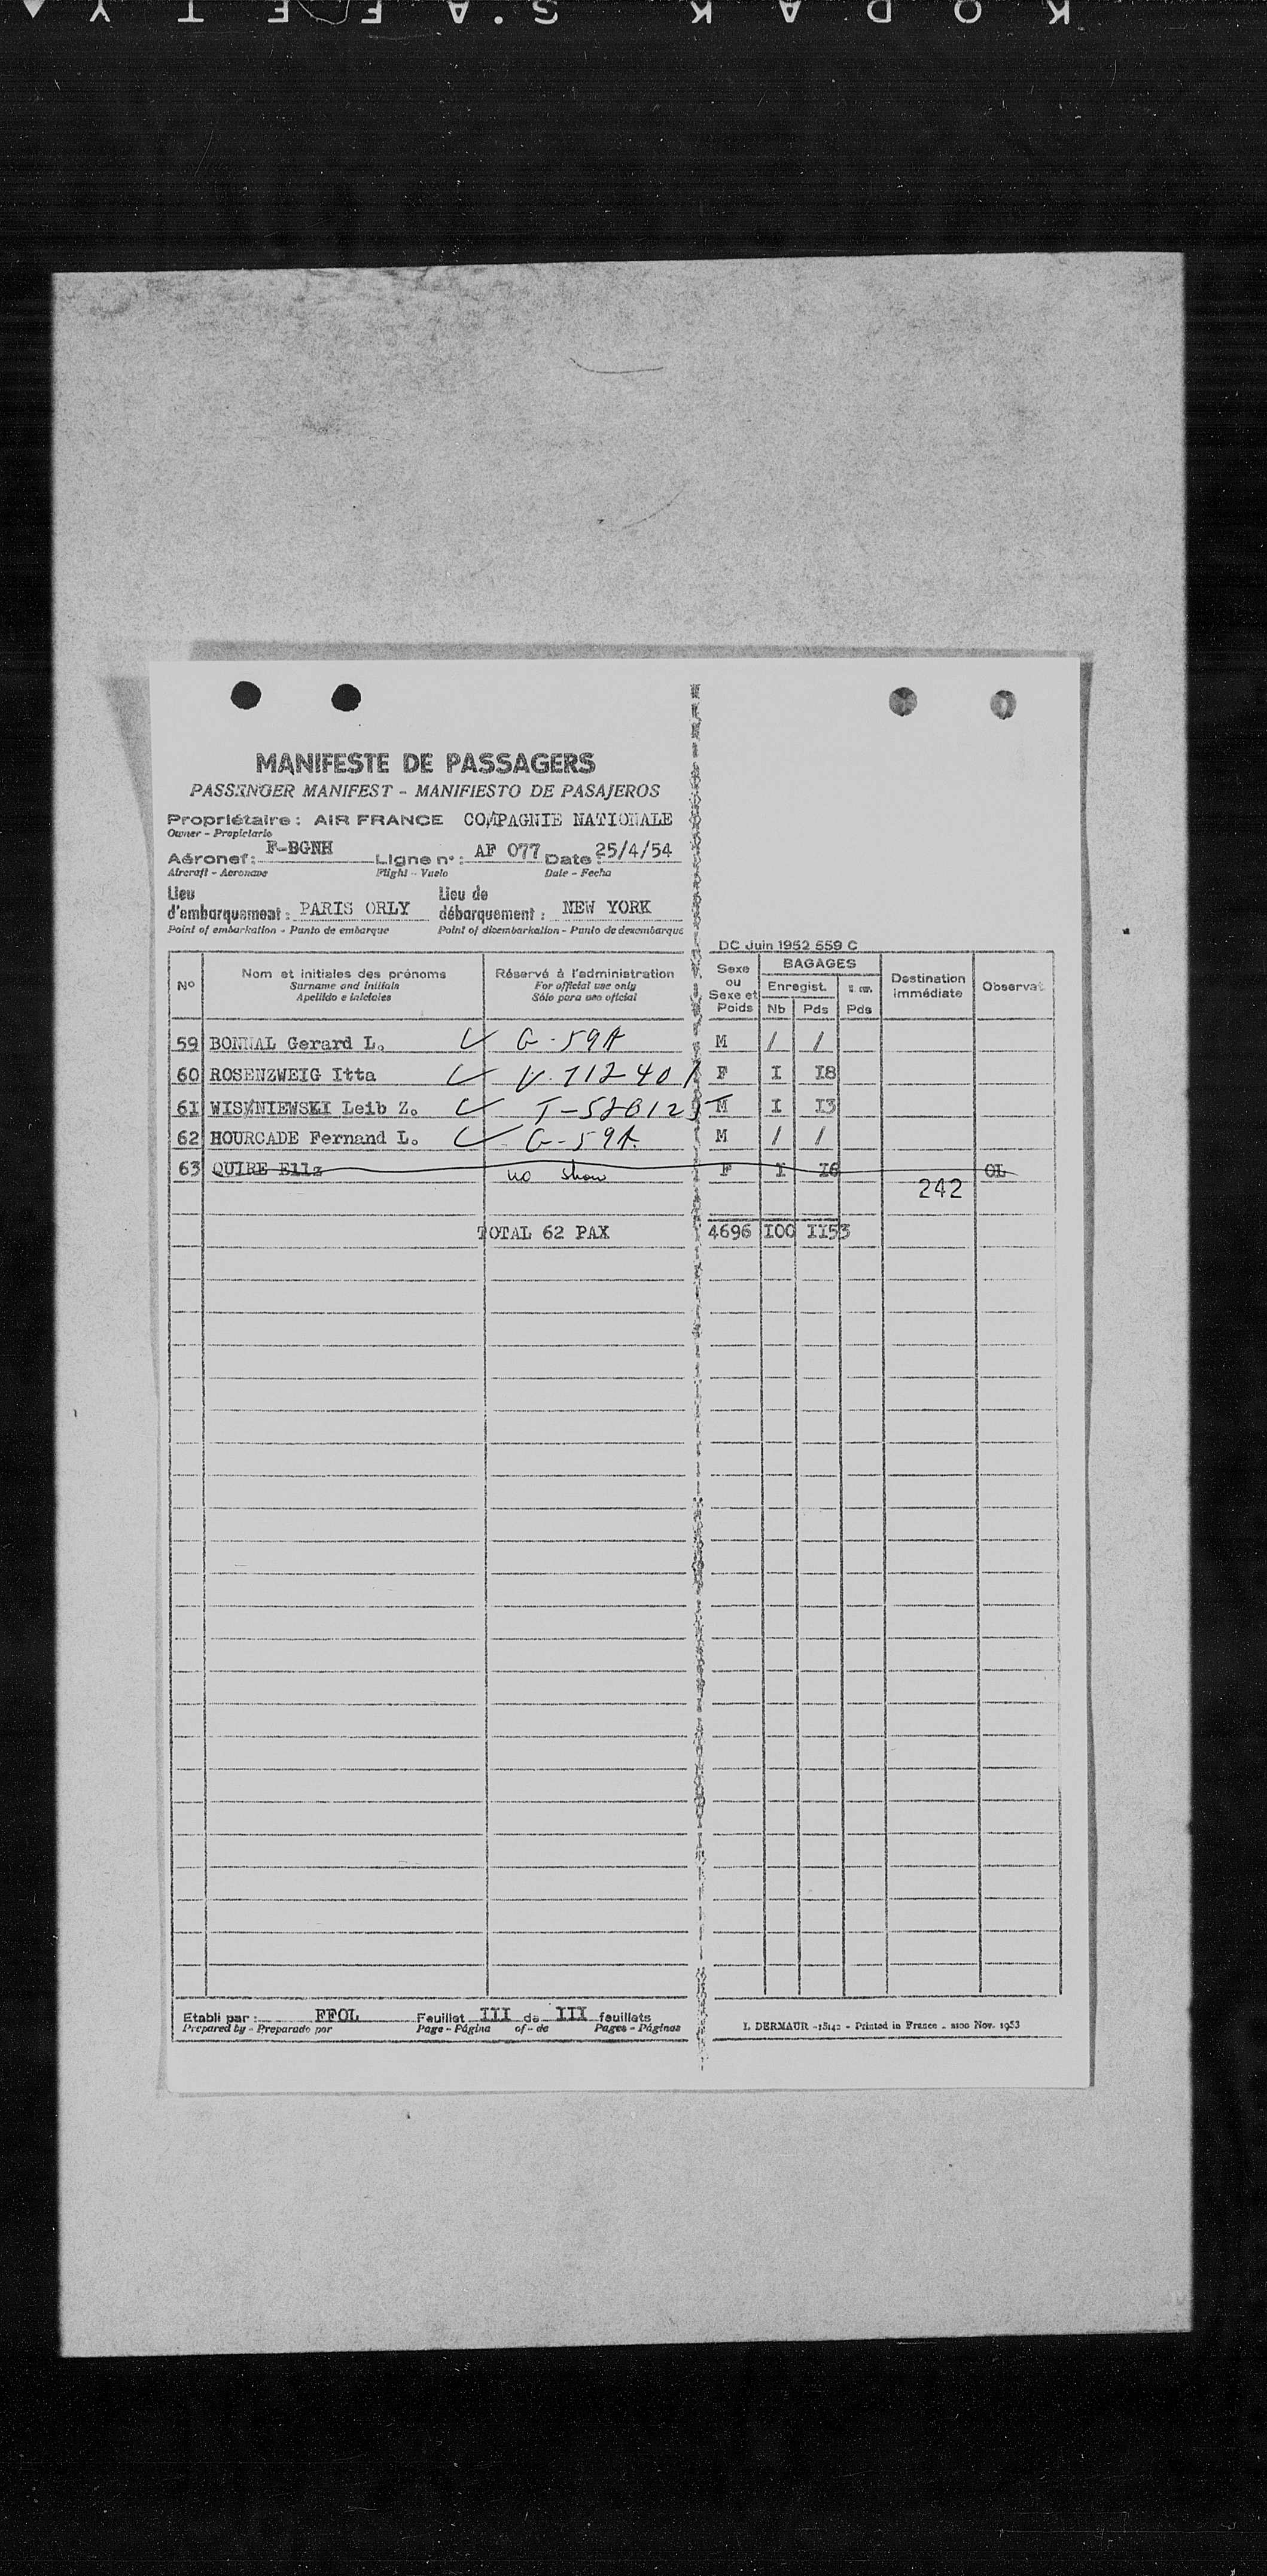 KODAK SAFETY
MANIFESTE DE PASSAGERS
PASSENGER MANIFEST - MANIFIESTO DE PASAJEROS
Propriétaire : AIR FRANCE COMPAGNIE NATIONALE
Owner - Propietario
Aéronef : F-BGNH Ligne n° : AF 077 Date : 25/4/54
Aircraft - Aeronave Flight - Vuelo Date - Fecha
Lieu d'embarquement : PARIS ORLY Lieu de débarquement : NEW YORK
Point of embarkation - Punto de embarque Point of disembarkation - Punto de desembarque
DC Juin 1952 559 C
N° Nom et initiales des prénoms Réservé à l'administration Sexe ou Sexe et Poids BAGAGES Destination immédiate Observat.
Surname and initials For official use only Enregist.
Apellido e iniciales Sólo para uso oficial Nb Pds Pds
59 BONNAL Gerard L. ✓ G-59A M / /
60 ROSENZWEIG Itta ✓ V.712401 F I I8
61 WISNIEWSKI Leib Z. ✓ T-528125 M I I3
62 HOURCADE Fernand L. ✓ G-59A. M / /
63 QUIRE Ella no show F I I6 OL
242
TOTAL 62 PAX 4696 I00 II53
Etabli par : FFOL Feuillet III de III feuillets
Prepared by - Preparado por Page - Página of - de Pages - Páginas
L. DERMAUR - 18142 - Printed in France - 2100 Nov. 1953